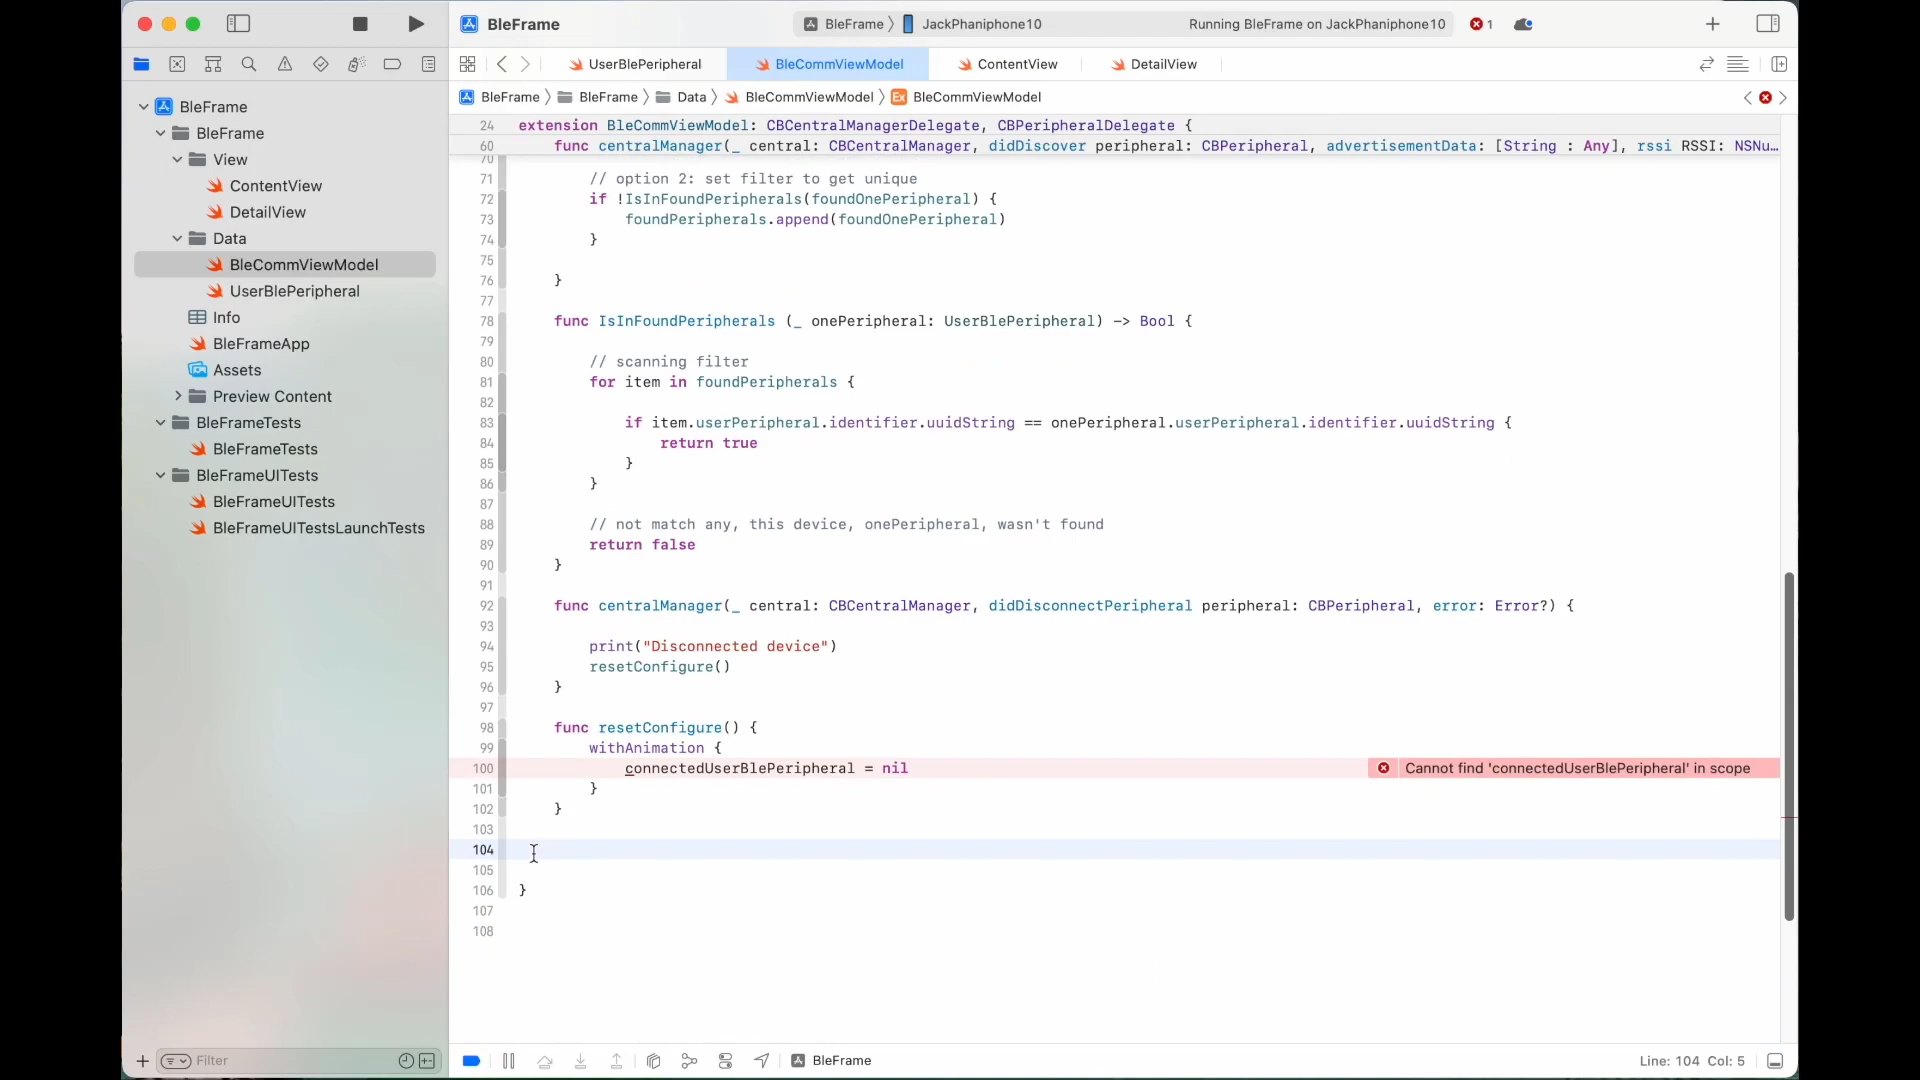 BleFrame
BleFrame 〉 JackPhaniphone10
Running BleFrame on JackPhaniphone10
1
UserBlePeripheral
BleCommViewModel
ContentView
DetailView
BleFrame 〉 BleFrame 〉 Data 〉 BleCommViewModel 〉 Ex BleCommViewModel
BleFrame
BleFrame
View
ContentView
DetailView
Data
BleCommViewModel
UserBlePeripheral
Info
BleFrameApp
Assets
Preview Content
BleFrameTests
BleFrameTests
BleFrameUITests
BleFrameUITests
BleFrameUITestsLaunchTests
Filter
24 extension BleCommViewModel: CBCentralManagerDelegate, CBPeripheralDelegate {
60 func centralManager(_ central: CBCentralManager, didDiscover peripheral: CBPeripheral, advertisementData: [String : Any], rssi RSSI: NSNu…
70
71 // option 2: set filter to get unique
72 if !IsInFoundPeripherals(foundOnePeripheral) {
73 foundPeripherals.append(foundOnePeripheral)
74 }
75
76 }
77
78 func IsInFoundPeripherals (_ onePeripheral: UserBlePeripheral) -> Bool {
79
80 // scanning filter
81 for item in foundPeripherals {
82
83 if item.userPeripheral.identifier.uuidString == onePeripheral.userPeripheral.identifier.uuidString {
84 return true
85 }
86 }
87
88 // not match any, this device, onePeripheral, wasn't found
89 return false
90 }
91
92 func centralManager(_ central: CBCentralManager, didDisconnectPeripheral peripheral: CBPeripheral, error: Error?) {
93
94 print("Disconnected device")
95 resetConfigure()
96 }
97
98 func resetConfigure() {
99 withAnimation {
100 connectedUserBlePeripheral = nil Cannot find 'connectedUserBlePeripheral' in scope
101 }
102 }
103
104
105
106 }
107
108
BleFrame
Line: 104 Col: 5